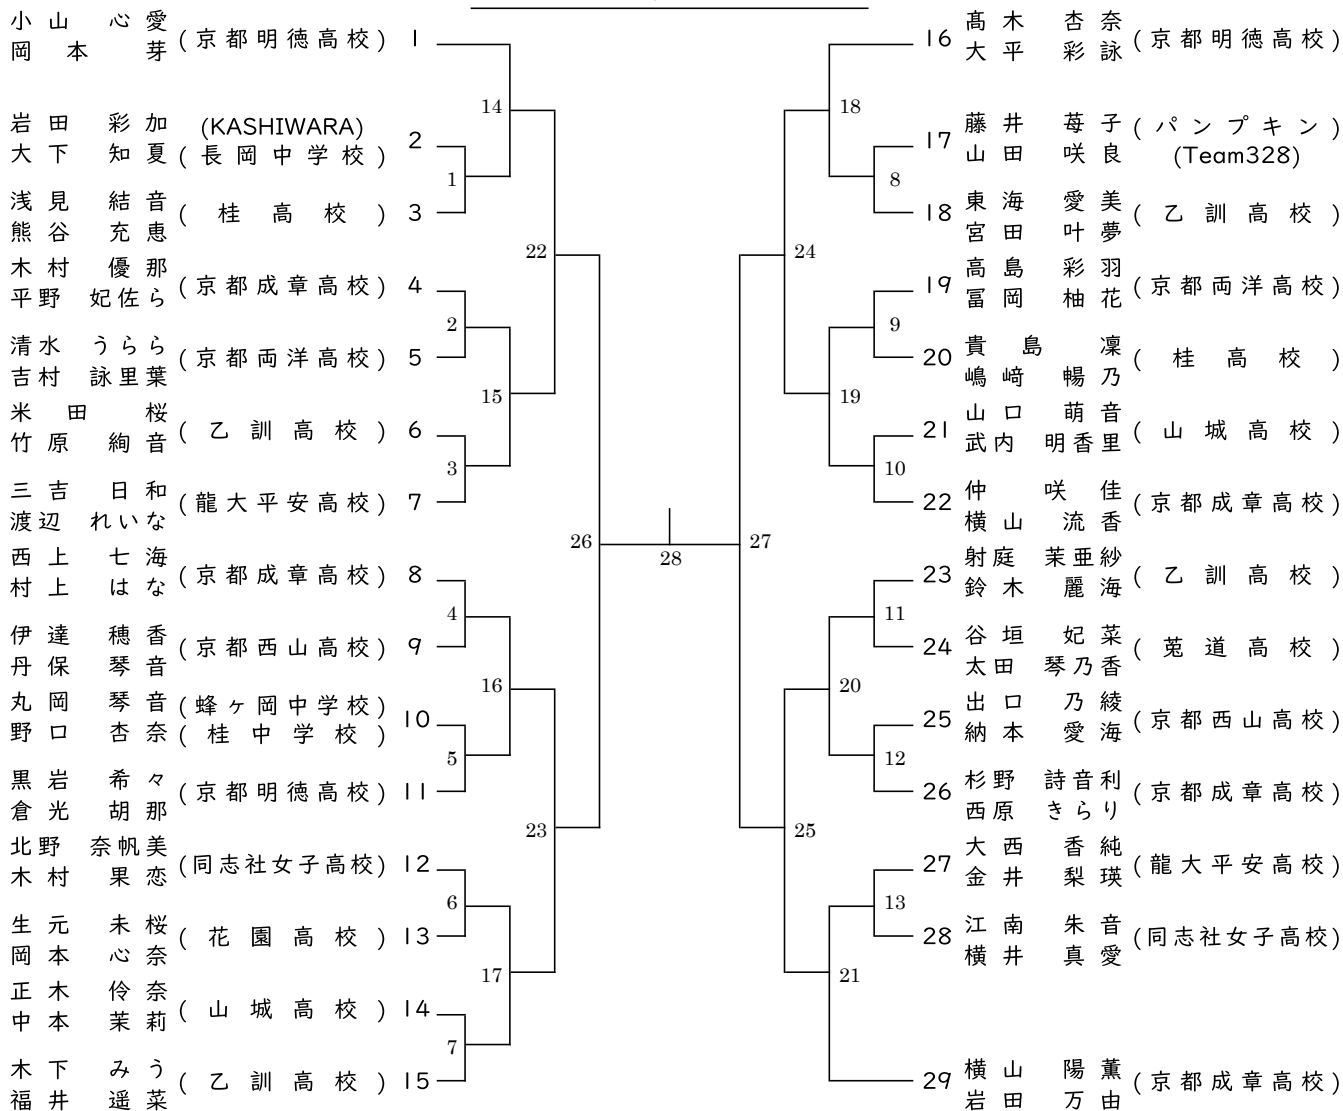 小山 心愛 (京都明徳高校) 1
岡本 芽
岩田 彩加 (KASHIWARA) 2
大下 知夏 (長岡中学校)
浅見 結音 (桂高校) 3
熊谷 充恵
木村 優那 (京都成章高校) 4
平野 妃佐ら
清水 うらら (京都両洋高校) 5
吉村 詠里葉
米田 桜 (乙訓高校) 6
竹原 絢音
三吉 日和 (龍大平安高校) 7
渡辺 れいな
西上 七海 (京都成章高校) 8
村上 はな
伊達 穂香 (京都西山高校) 9
丹保 琴音
丸岡 琴音 (蜂ヶ岡中学校) 10
野口 杏奈 (桂中学校)
黒岩 希々 (京都明徳高校) 11
倉光 胡那
北野 奈帆美 (同志社女子高校) 12
木村 果恋
生元 未桜 (花園高校) 13
岡本 心奈
正木 伶奈 (山城高校) 14
中本 茉莉
木下 みう (乙訓高校) 15
福井 遥菜
14
1
22
2
15
3
26
4
16
5
23
6
17
7
28
18
8
24
9
19
10
27
11
20
12
25
13
21
16 髙木 杏奈 (京都明徳高校)
大平 彩詠
17 藤井 苺子 (パンプキン)
山田 咲良 (Team328)
18 東海 愛美 (乙訓高校)
宮田 叶夢
19 高島 彩羽 (京都両洋高校)
冨岡 柚花
20 貴島 凜 (桂高校)
嶋﨑 暢乃
21 山口 萌音 (山城高校)
武内 明香里
22 仲 咲佳 (京都成章高校)
横山 流香
23 射庭 茉亜紗 (乙訓高校)
鈴木 麗海
24 谷垣 妃菜 (莵道高校)
太田 琴乃香
25 出口 乃綾 (京都西山高校)
納本 愛海
26 杉野 詩音利 (京都成章高校)
西原 きらり
27 大西 香純 (龍大平安高校)
金井 梨瑛
28 江南 朱音 (同志社女子高校)
横井 真愛
29 横山 陽薫 (京都成章高校)
岩田 万由